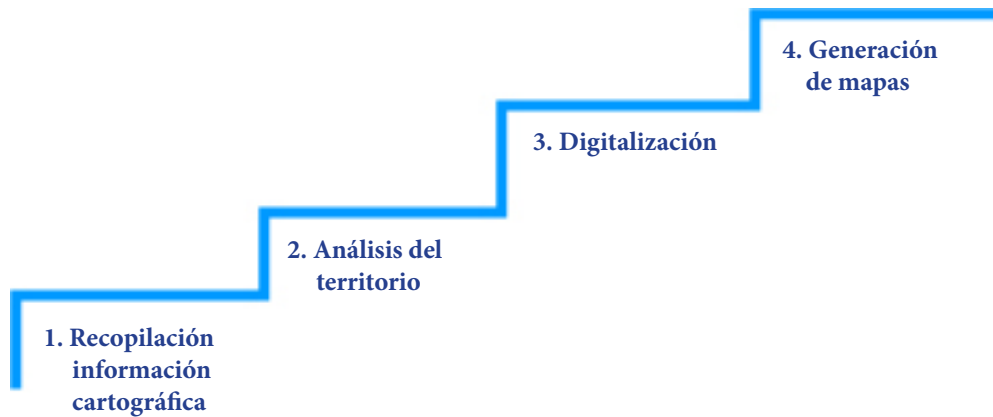 1. Recopilación
información
cartográfica
2. Análisis del
territorio
3. Digitalización
4. Generación
de mapas